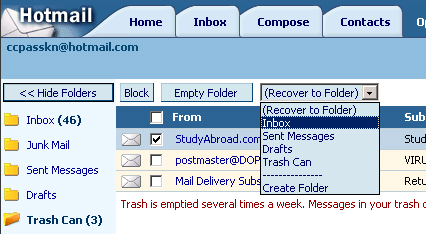 Hotmail
Home Inbox Compose Contacts
ccpasskn@hotmail.com
<< Hide Folders Block Empty Folder (Recover to Folder)
Inbox (46)
Junk Mail
Sent Messages
Drafts
Trash Can (3)
From
StudyAbroad.com Stud
postmaster@DOP VIRU
Mail Delivery Subs Retu
(Recover to Folder)
Inbox
Sent Messages
Drafts
Trash Can
---------------
Create Folder
Sub
Trash is emptied several times a week. Messages in your trash c